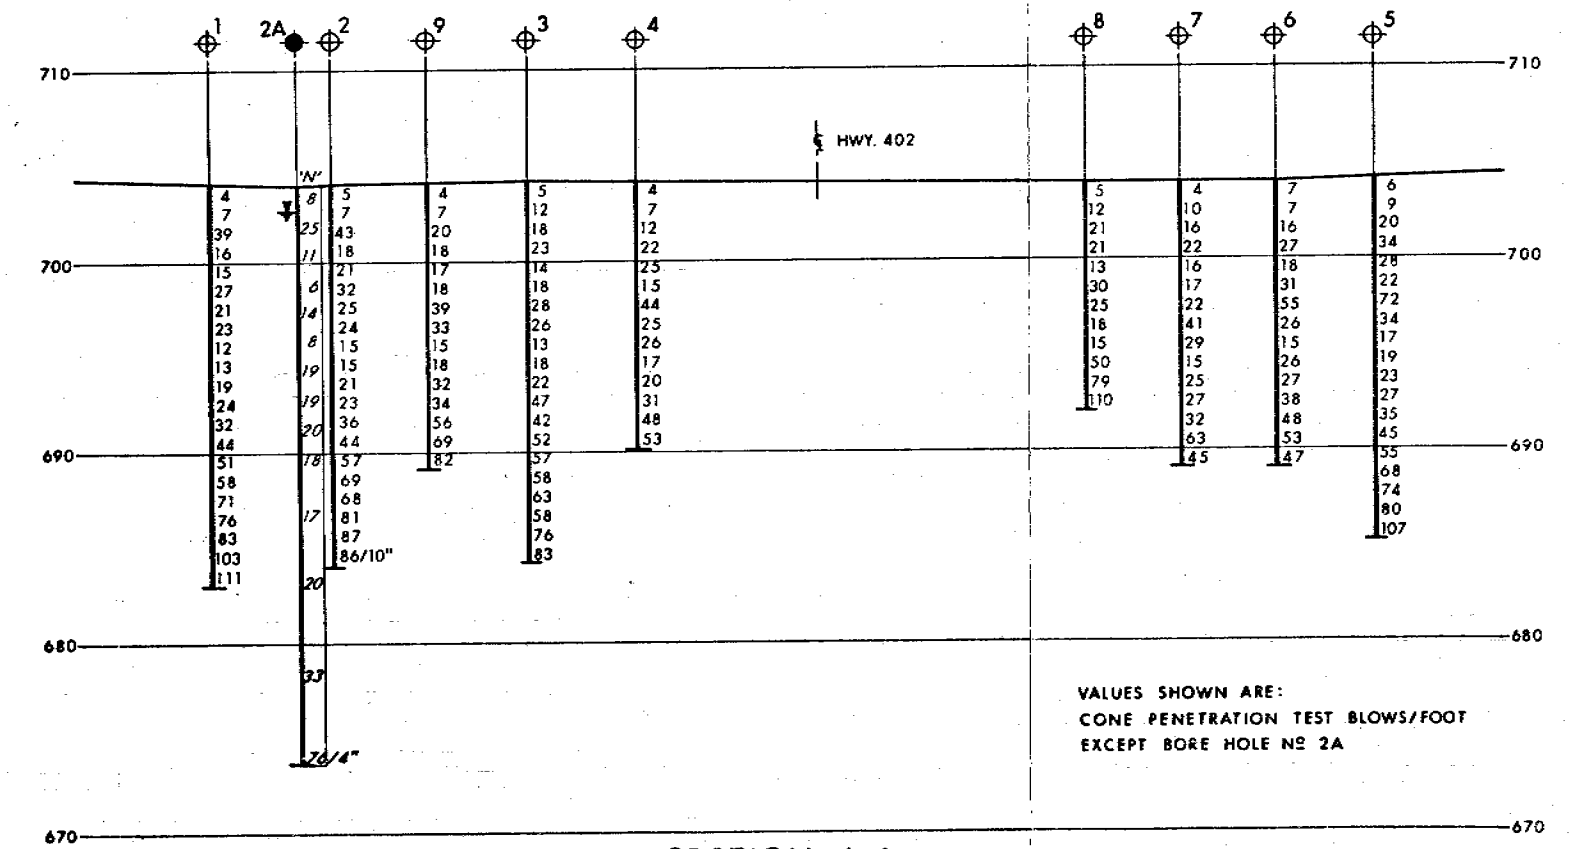 1 2A 2 9 3 4 8 7 6 5
710 710
HWY. 402
'N'
4 8 5 4 5 4 5 4 7 6
7 7 7 12 7 12 10 7 9
39 25 43 20 18 12 21 16 16 20
16 11 18 18 23 22 21 22 27 34
700 15 21 17 14 25 13 16 18 28 700
27 6 32 18 18 15 30 17 31 22
21 14 25 39 28 44 25 22 55 72
23 24 33 26 25 18 41 26 34
12 8 15 15 13 26 15 29 15 17
13 19 15 18 18 17 50 15 26 19
19 21 32 22 20 79 25 27 23
24 19 23 34 47 31 110 27 38 27
32 20 36 56 42 48 32 48 35
44 44 69 52 53 63 53 45
690 51 18 57 82 57 45 47 55 690
58 69 58 68
71 68 63 74
76 17 81 58 80
83 87 76 107
103 86/10" 83
111 20
680 680
33
VALUES SHOWN ARE:
CONE PENETRATION TEST BLOWS/FOOT
EXCEPT BORE HOLE Nº 2A
76/4"
670 670